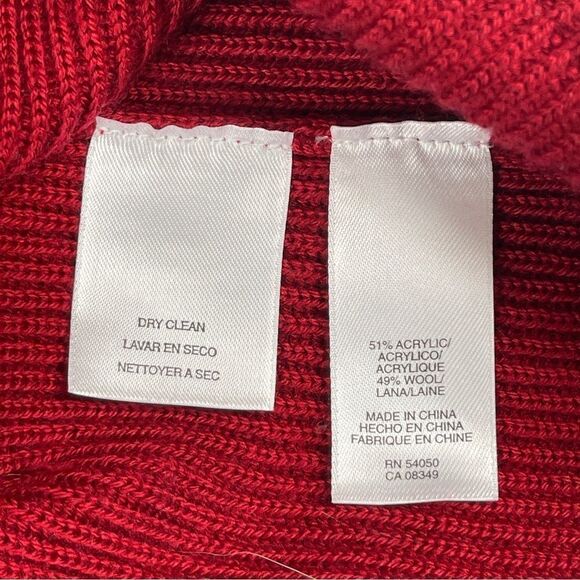 DRY CLEAN
LAVAR EN SECO
NETTOYER A SEC
51% ACRYLIC/
ACRYLICO/
ACRYLIQUE
49% WOOL/
LANA/LAINE
MADE IN CHINA
HECHO EN CHINA
FABRIQUE EN CHINE
RN 54050
CA 08349